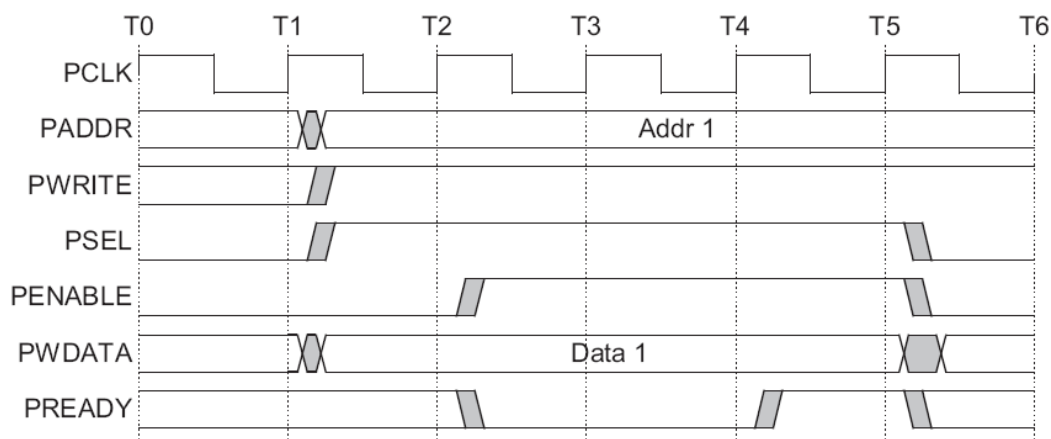 T0 T1 T2 T3 T4 T5 T6
PCLK
PADDR Addr 1
PWRITE
PSEL
PENABLE
PWDATA Data 1
PREADY